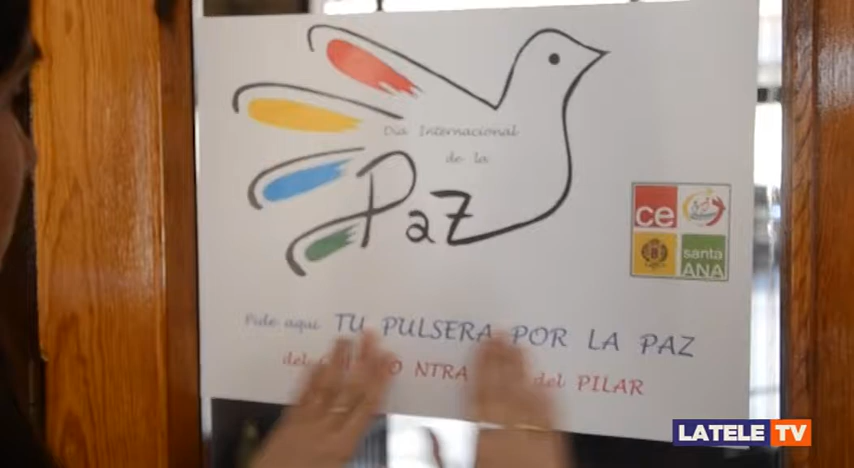 Día Internacional
de la
Paz
ce
santa
ANA
Pide aquí TU PULSERA POR LA PAZ
del NTRA del PILAR
LATELE TV